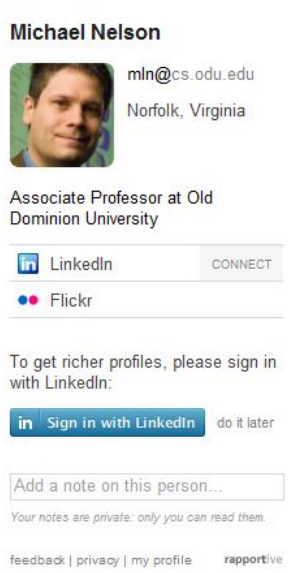 Michael Nelson
mln@cs.odu.edu
Norfolk, Virginia
Associate Professor at Old
Dominion University
in LinkedIn CONNECT
Flickr
To get richer profiles, please sign in
with LinkedIn:
in Sign in with LinkedIn do it later
Add a note on this person...
Your notes are private: only you can read them.
feedback | privacy | my profile rapportive